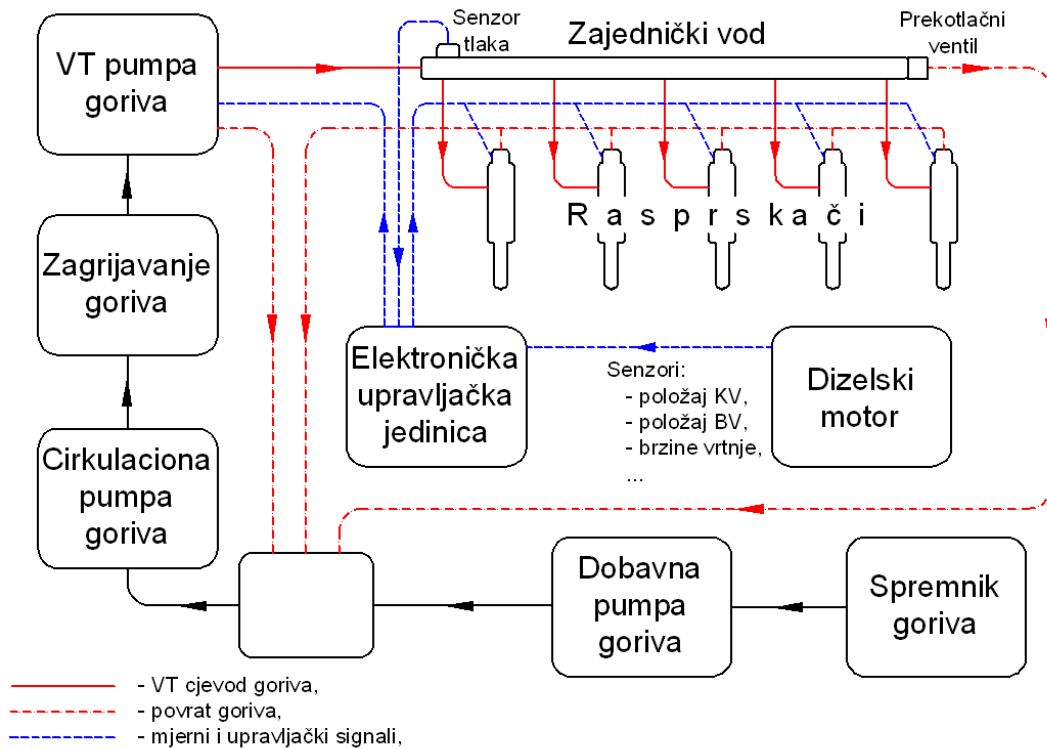 Senzor
tlaka
Zajednički vod
Prekotlačni
ventil
VT pumpa
goriva
Rasprškači
Zagrijavanje
goriva
Elektronička
upravljačka
jedinica
Senzori:
- položaj KV,
- položaj BV,
- brzine vrtnje,
...
Dizelski
motor
Cirkulaciona
pumpa
goriva
Dobavna
pumpa
goriva
Spremnik
goriva
- VT cjevod goriva,
- povrat goriva,
- mjerni i upravljački signali,